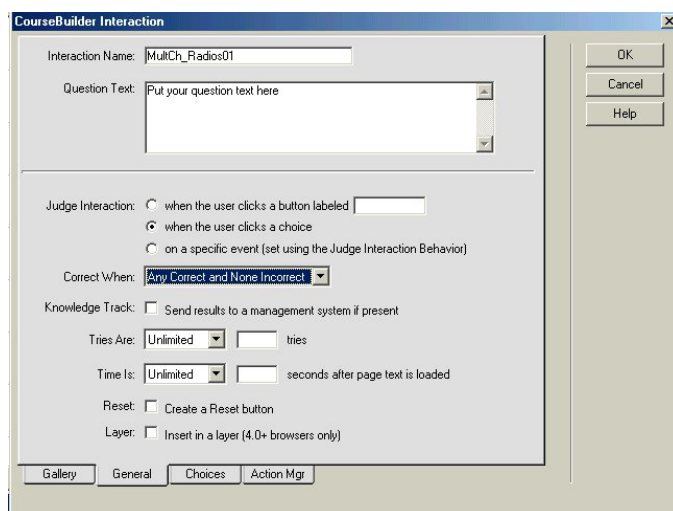 CourseBuilder Interaction
Interaction Name: MultCh_Radios01
OK
Question Text: Put your question text here
Cancel
Help
Judge Interaction: when the user clicks a button labeled
when the user clicks a choice
on a specific event (set using the Judge Interaction Behavior)
Correct When: Any Correct and None Incorrect
Knowledge Track: Send results to a management system if present
Tries Are: Unlimited tries
Time Is: Unlimited seconds after page text is loaded
Reset: Create a Reset button
Layer: Insert in a layer (4.0+ browsers only)
Gallery General Choices Action Mgr